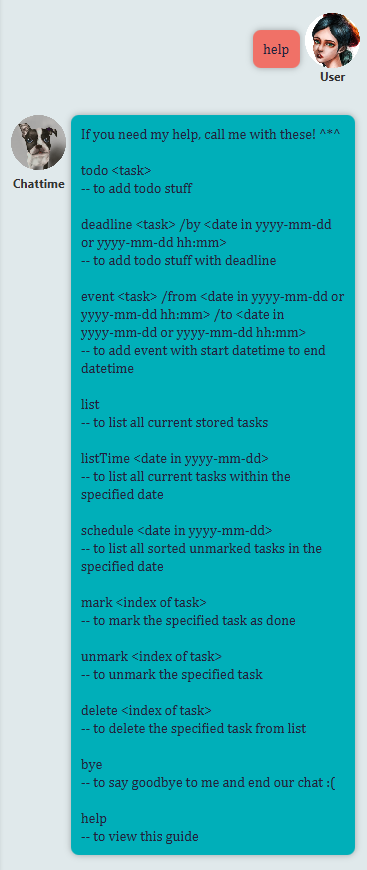 help
User
Chattime
If you need my help, call me with these! ^*^
todo <task>
-- to add todo stuff
deadline <task> /by <date in yyyy-mm-dd
or yyyy-mm-dd hh:mm>
-- to add todo stuff with deadline
event <task> /from <date in yyyy-mm-dd or
yyyy-mm-dd hh:mm> /to <date in
yyyy-mm-dd or yyyy-mm-dd hh:mm>
-- to add event with start datetime to end
datetime
list
-- to list all current stored tasks
listTime <date in yyyy-mm-dd>
-- to list all current tasks within the
specified date
schedule <date in yyyy-mm-dd>
-- to list all sorted unmarked tasks in the
specified date
mark <index of task>
-- to mark the specified task as done
unmark <index of task>
-- to unmark the specified task
delete <index of task>
-- to delete the specified task from list
bye
-- to say goodbye to me and end our chat :(
help
-- to view this guide